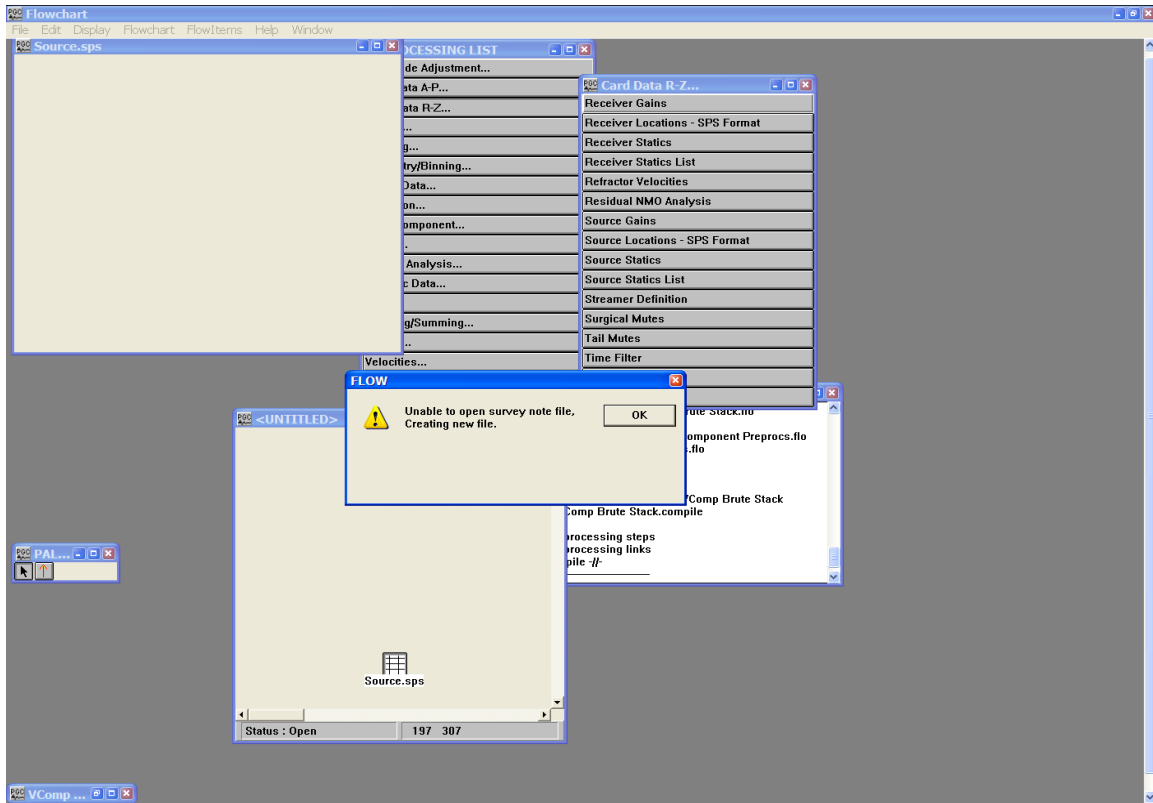 Flowchart
File Edit Display Flowchart FlowItems Help Window
Source.sps
OCESSING LIST
de Adjustment...
ata A-P...
ata R-Z...
...
g...
try/Binning...
Data...
on...
omponent...
.
Analysis...
c Data...
g/Summing...
..
Velocities...
Card Data R-Z...
Receiver Gains
Receiver Locations - SPS Format
Receiver Statics
Receiver Statics List
Refractor Velocities
Residual NMO Analysis
Source Gains
Source Locations - SPS Format
Source Statics
Source Statics List
Streamer Definition
Surgical Mutes
Tail Mutes
Time Filter
FLOW
Unable to open survey note file,
Creating new file.
OK
<UNTITLED>
rute Stack.flo
omponent Preprocs.flo
s.flo
/Comp Brute Stack
Comp Brute Stack.compile
processing steps
processing links
pile -//-
PAL...
Source.sps
Status : Open
197 307
VComp ...